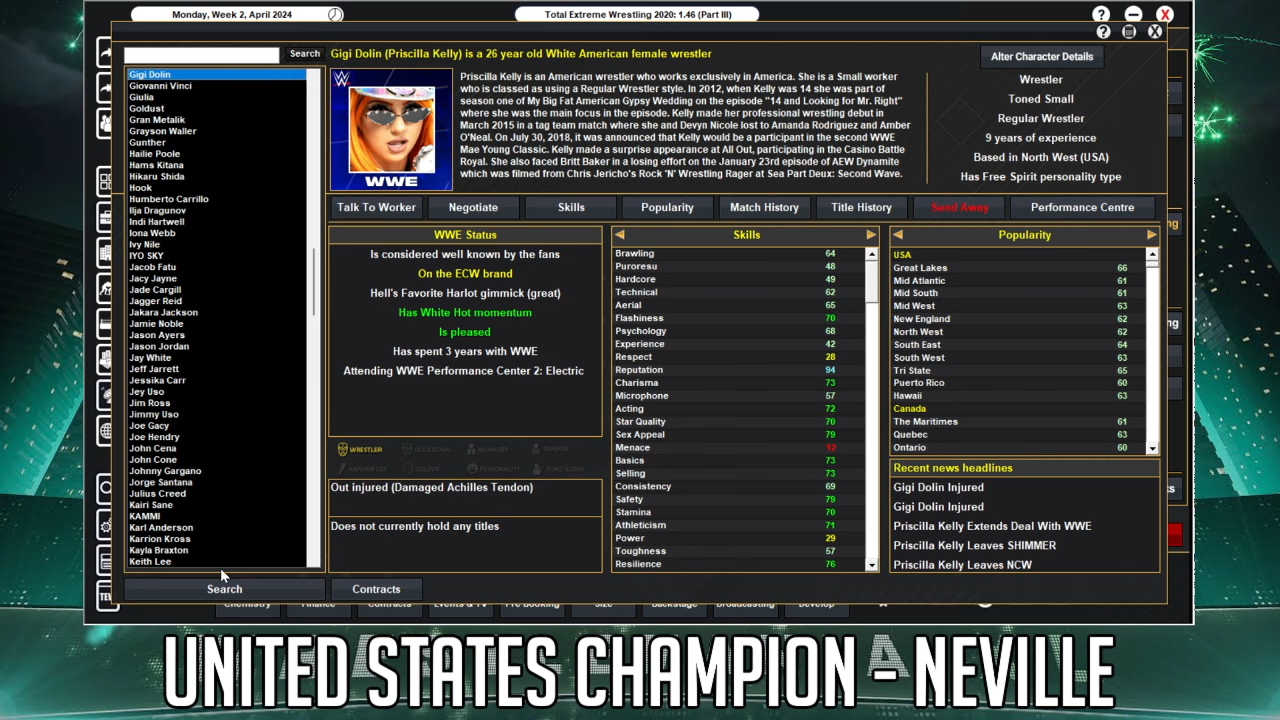 Monday, Week 2, April 2024
Total Extreme Wrestling 2020: 1.46 (Part III)
Search
Gigi Dolin (Priscilla Kelly) is a 26 year old White American female wrestler
Alter Character Details
Gigi Dolin
Giovanni Vinci
Giulia
Goldust
Gran Metalik
Grayson Waller
Gunther
Hailie Poole
Hams Kitana
Hikaru Shida
Hook
Humberto Carrillo
Ilja Dragunov
Indi Hartwell
Iona Webb
Ivy Nile
IYO SKY
Jacob Fatu
Jacy Jayne
Jade Cargill
Jagger Reid
Jakara Jackson
Jamie Noble
Jason Ayers
Jason Jordan
Jay White
Jeff Jarrett
Jessika Carr
Jey Uso
Jim Ross
Jimmy Uso
Joe Gacy
Joe Hendry
John Cena
John Cone
Johnny Gargano
Jorge Santana
Julius Creed
Kairi Sane
KAMMI
Karl Anderson
Karrion Kross
Kayla Braxton
Keith Lee
Search
Contracts
WWE
Priscilla Kelly is an American wrestler who works exclusively in America. She is a Small worker
who is classed as using a Regular Wrestler style. In 2012, when Kelly was 14 she was part of
season one of My Big Fat American Gypsy Wedding on the episode "14 and Looking for Mr. Right"
where she was the main focus in the episode. Kelly made her professional wrestling debut in
March 2015 in a tag team match where she and Devyn Nicole lost to Amanda Rodriguez and Amber
O'Neal. On July 30, 2018, it was announced that Kelly would be a participant in the second WWE
Mae Young Classic. Kelly made a surprise appearance at All Out, participating in the Casino Battle
Royal. She also faced Britt Baker in a losing effort on the January 23rd episode of AEW Dynamite
which was filmed from Chris Jericho's Rock 'N' Wrestling Rager at Sea Part Deux: Second Wave.
Wrestler
Toned Small
Regular Wrestler
9 years of experience
Based in North West (USA)
Has Free Spirit personality type
Talk To Worker
Negotiate
Skills
Popularity
Match History
Title History
Send Away
Performance Centre
WWE Status
Is considered well known by the fans
On the ECW brand
Hell's Favorite Harlot gimmick (great)
Has White Hot momentum
Is pleased
Has spent 3 years with WWE
Attending WWE Performance Center 2: Electric
WRESTLER
OCCASIONAL
MANAGER
REFEREE
ANNOUNCER
COLOUR
PERSONALITY
ROAD AGENT
Out injured (Damaged Achilles Tendon)
Does not currently hold any titles
Skills
Brawling 64
Puroresu 48
Hardcore 49
Technical 62
Aerial 65
Flashiness 70
Psychology 68
Experience 42
Respect 28
Reputation 94
Charisma 73
Microphone 57
Acting 72
Star Quality 70
Sex Appeal 79
Menace 12
Basics 73
Selling 73
Consistency 69
Safety 79
Stamina 70
Athleticism 71
Power 29
Toughness 57
Resilience 76
Popularity
USA
Great Lakes 66
Mid Atlantic 61
Mid South 61
Mid West 63
New England 62
North West 62
South East 64
South West 63
Tri State 65
Puerto Rico 60
Hawaii 63
Canada
The Maritimes 61
Quebec 63
Ontario 60
Recent news headlines
Gigi Dolin Injured
Gigi Dolin Injured
Priscilla Kelly Extends Deal With WWE
Priscilla Kelly Leaves SHIMMER
Priscilla Kelly Leaves NCW
Chemistry
Finance
Contracts
Events & TV
Pre Booking
Size
Backstage
Broadcasting
Develop
UNITED STATES CHAMPION - NEVILLE